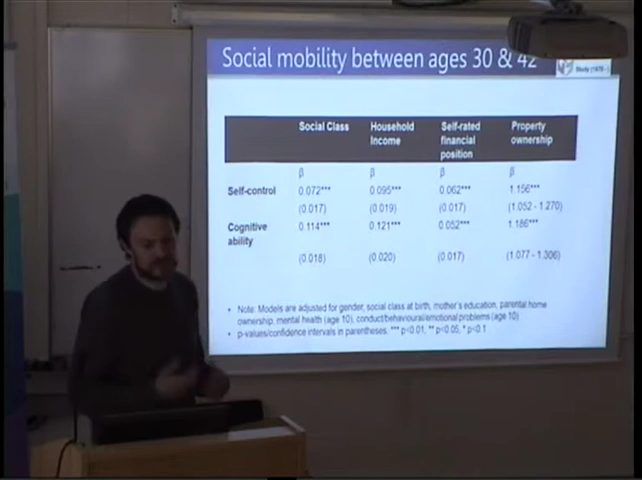 Social mobility between ages 30 & 42
Study (1970-)
Social Class Household Income Self-rated financial position Property ownership
β β β β
Self-control 0.072*** 0.095*** 0.062*** 1.156***
(0.017) (0.019) (0.017) (1.052 - 1.270)
Cognitive ability 0.114*** 0.121*** 0.052*** 1.186***
(0.018) (0.020) (0.017) (1.077 - 1.306)
• Note: Models are adjusted for gender, social class at birth, mother's education, parental home
ownership, mental health (age 10), conduct/behavioural/emotional problems (age 10)
• p-values/confidence intervals in parentheses: *** p<0.01, ** p<0.05, * p<0.1